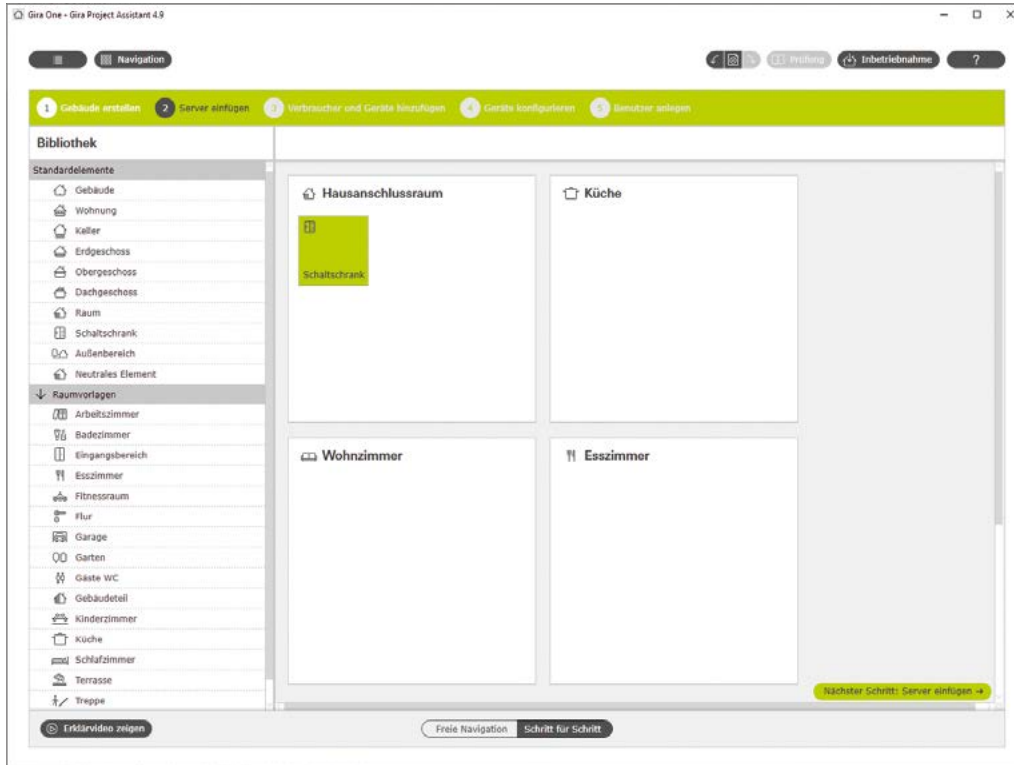 Gira One - Gira Project Assistant 4.9
Navigation
Prüfung
Inbetriebnahme
?
1 Gebäude erstellen 2 Server einfügen 3 Verbraucher und Geräte hinzufügen 4 Geräte konfigurieren 5 Benutzer anlegen
Bibliothek
Standardelemente
Gebäude
Wohnung
Keller
Erdgeschoss
Obergeschoss
Dachgeschoss
Raum
Schaltschrank
Außenbereich
Neutrales Element
Raumvorlagen
Arbeitszimmer
Badezimmer
Eingangsbereich
Esszimmer
Fitnessraum
Flur
Garage
Garten
Gäste WC
Gebäudeteil
Kinderzimmer
Küche
Schlafzimmer
Terrasse
Treppe
Hausanschlussraum
Schaltschrank
Küche
Wohnzimmer
Esszimmer
Nächster Schritt: Server einfügen →
Erklärvideo zeigen
Freie Navigation Schritt für Schritt